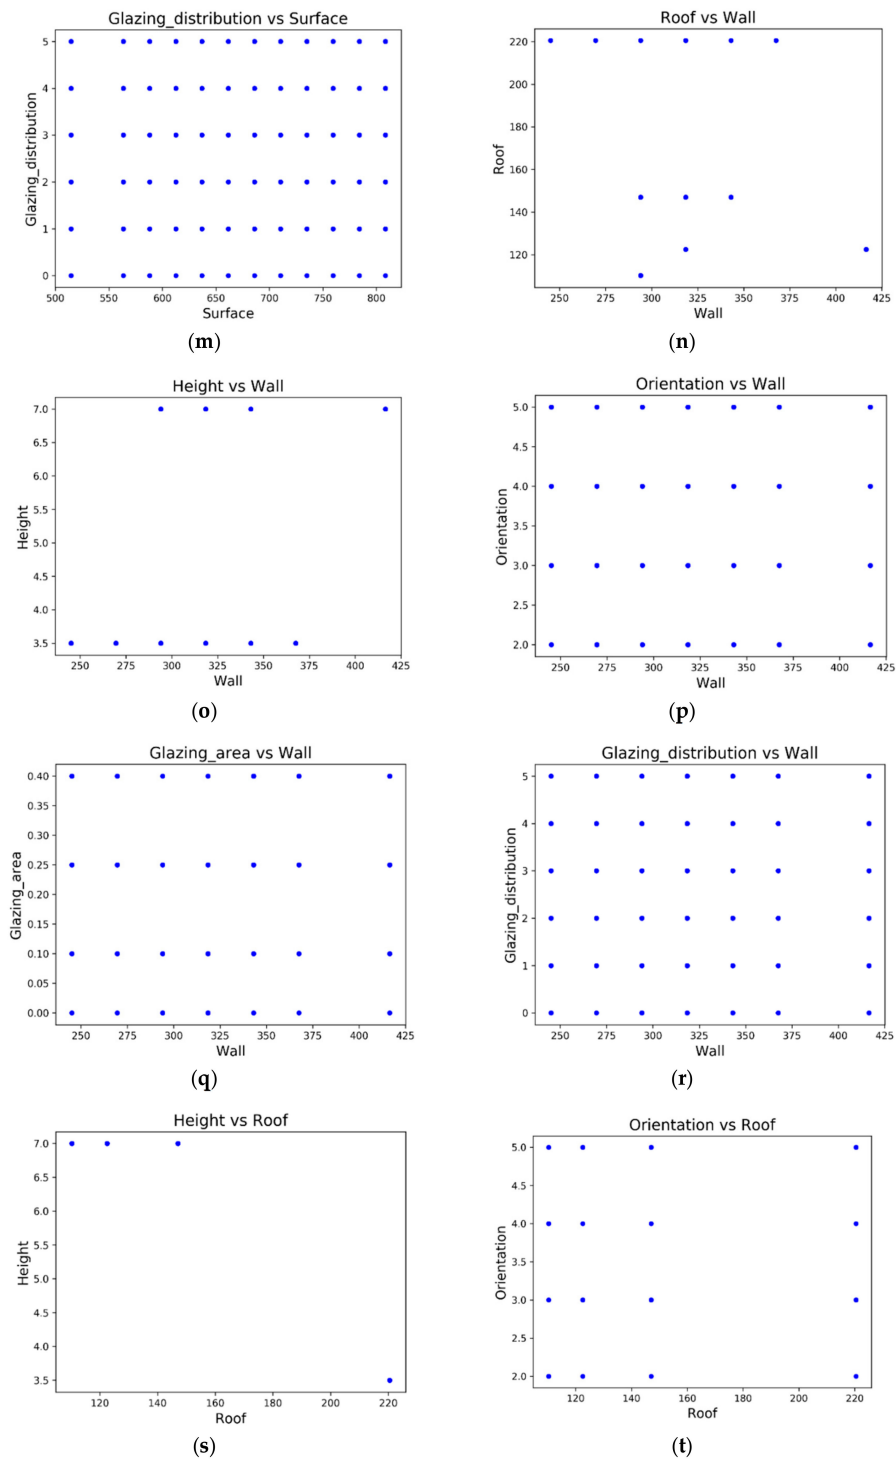 Glazing_distribution vs Surface
5
4
3
2
1
0
Glazing_distribution
500 550 600 650 700 750 800
Surface
(m)
Roof vs Wall
220
200
180
160
140
120
Roof
250 275 300 325 350 375 400 425
Wall
(n)
Height vs Wall
7.0
6.5
6.0
5.5
5.0
4.5
4.0
3.5
Height
250 275 300 325 350 375 400 425
Wall
(o)
Orientation vs Wall
5.0
4.5
4.0
3.5
3.0
2.5
2.0
Orientation
250 275 300 325 350 375 400 425
Wall
(p)
Glazing_area vs Wall
0.40
0.35
0.30
0.25
0.20
0.15
0.10
0.05
0.00
Glazing_area
250 275 300 325 350 375 400 425
Wall
(q)
Glazing_distribution vs Wall
5
4
3
2
1
0
Glazing_distribution
250 275 300 325 350 375 400 425
Wall
(r)
Height vs Roof
7.0
6.5
6.0
5.5
5.0
4.5
4.0
3.5
Height
120 140 160 180 200 220
Roof
(s)
Orientation vs Roof
5.0
4.5
4.0
3.5
3.0
2.5
2.0
Orientation
120 140 160 180 200 220
Roof
(t)